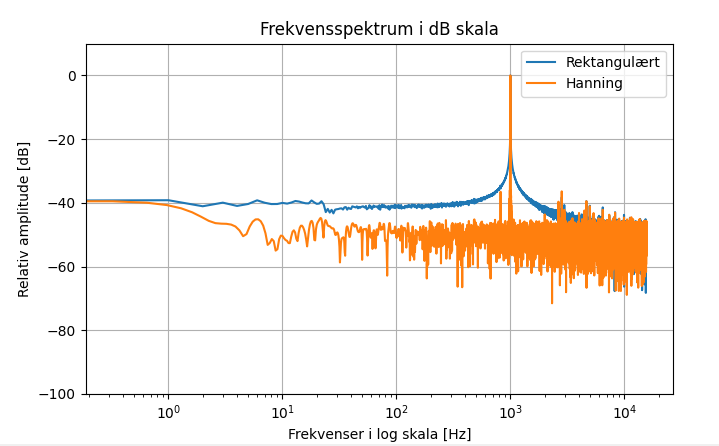 Frekvensspektrum i dB skala
Rektangulært
Hanning
Relativ amplitude [dB]
0
−20
−40
−60
−80
−100
10⁰
10¹
10²
10³
10⁴
Frekvenser i log skala [Hz]